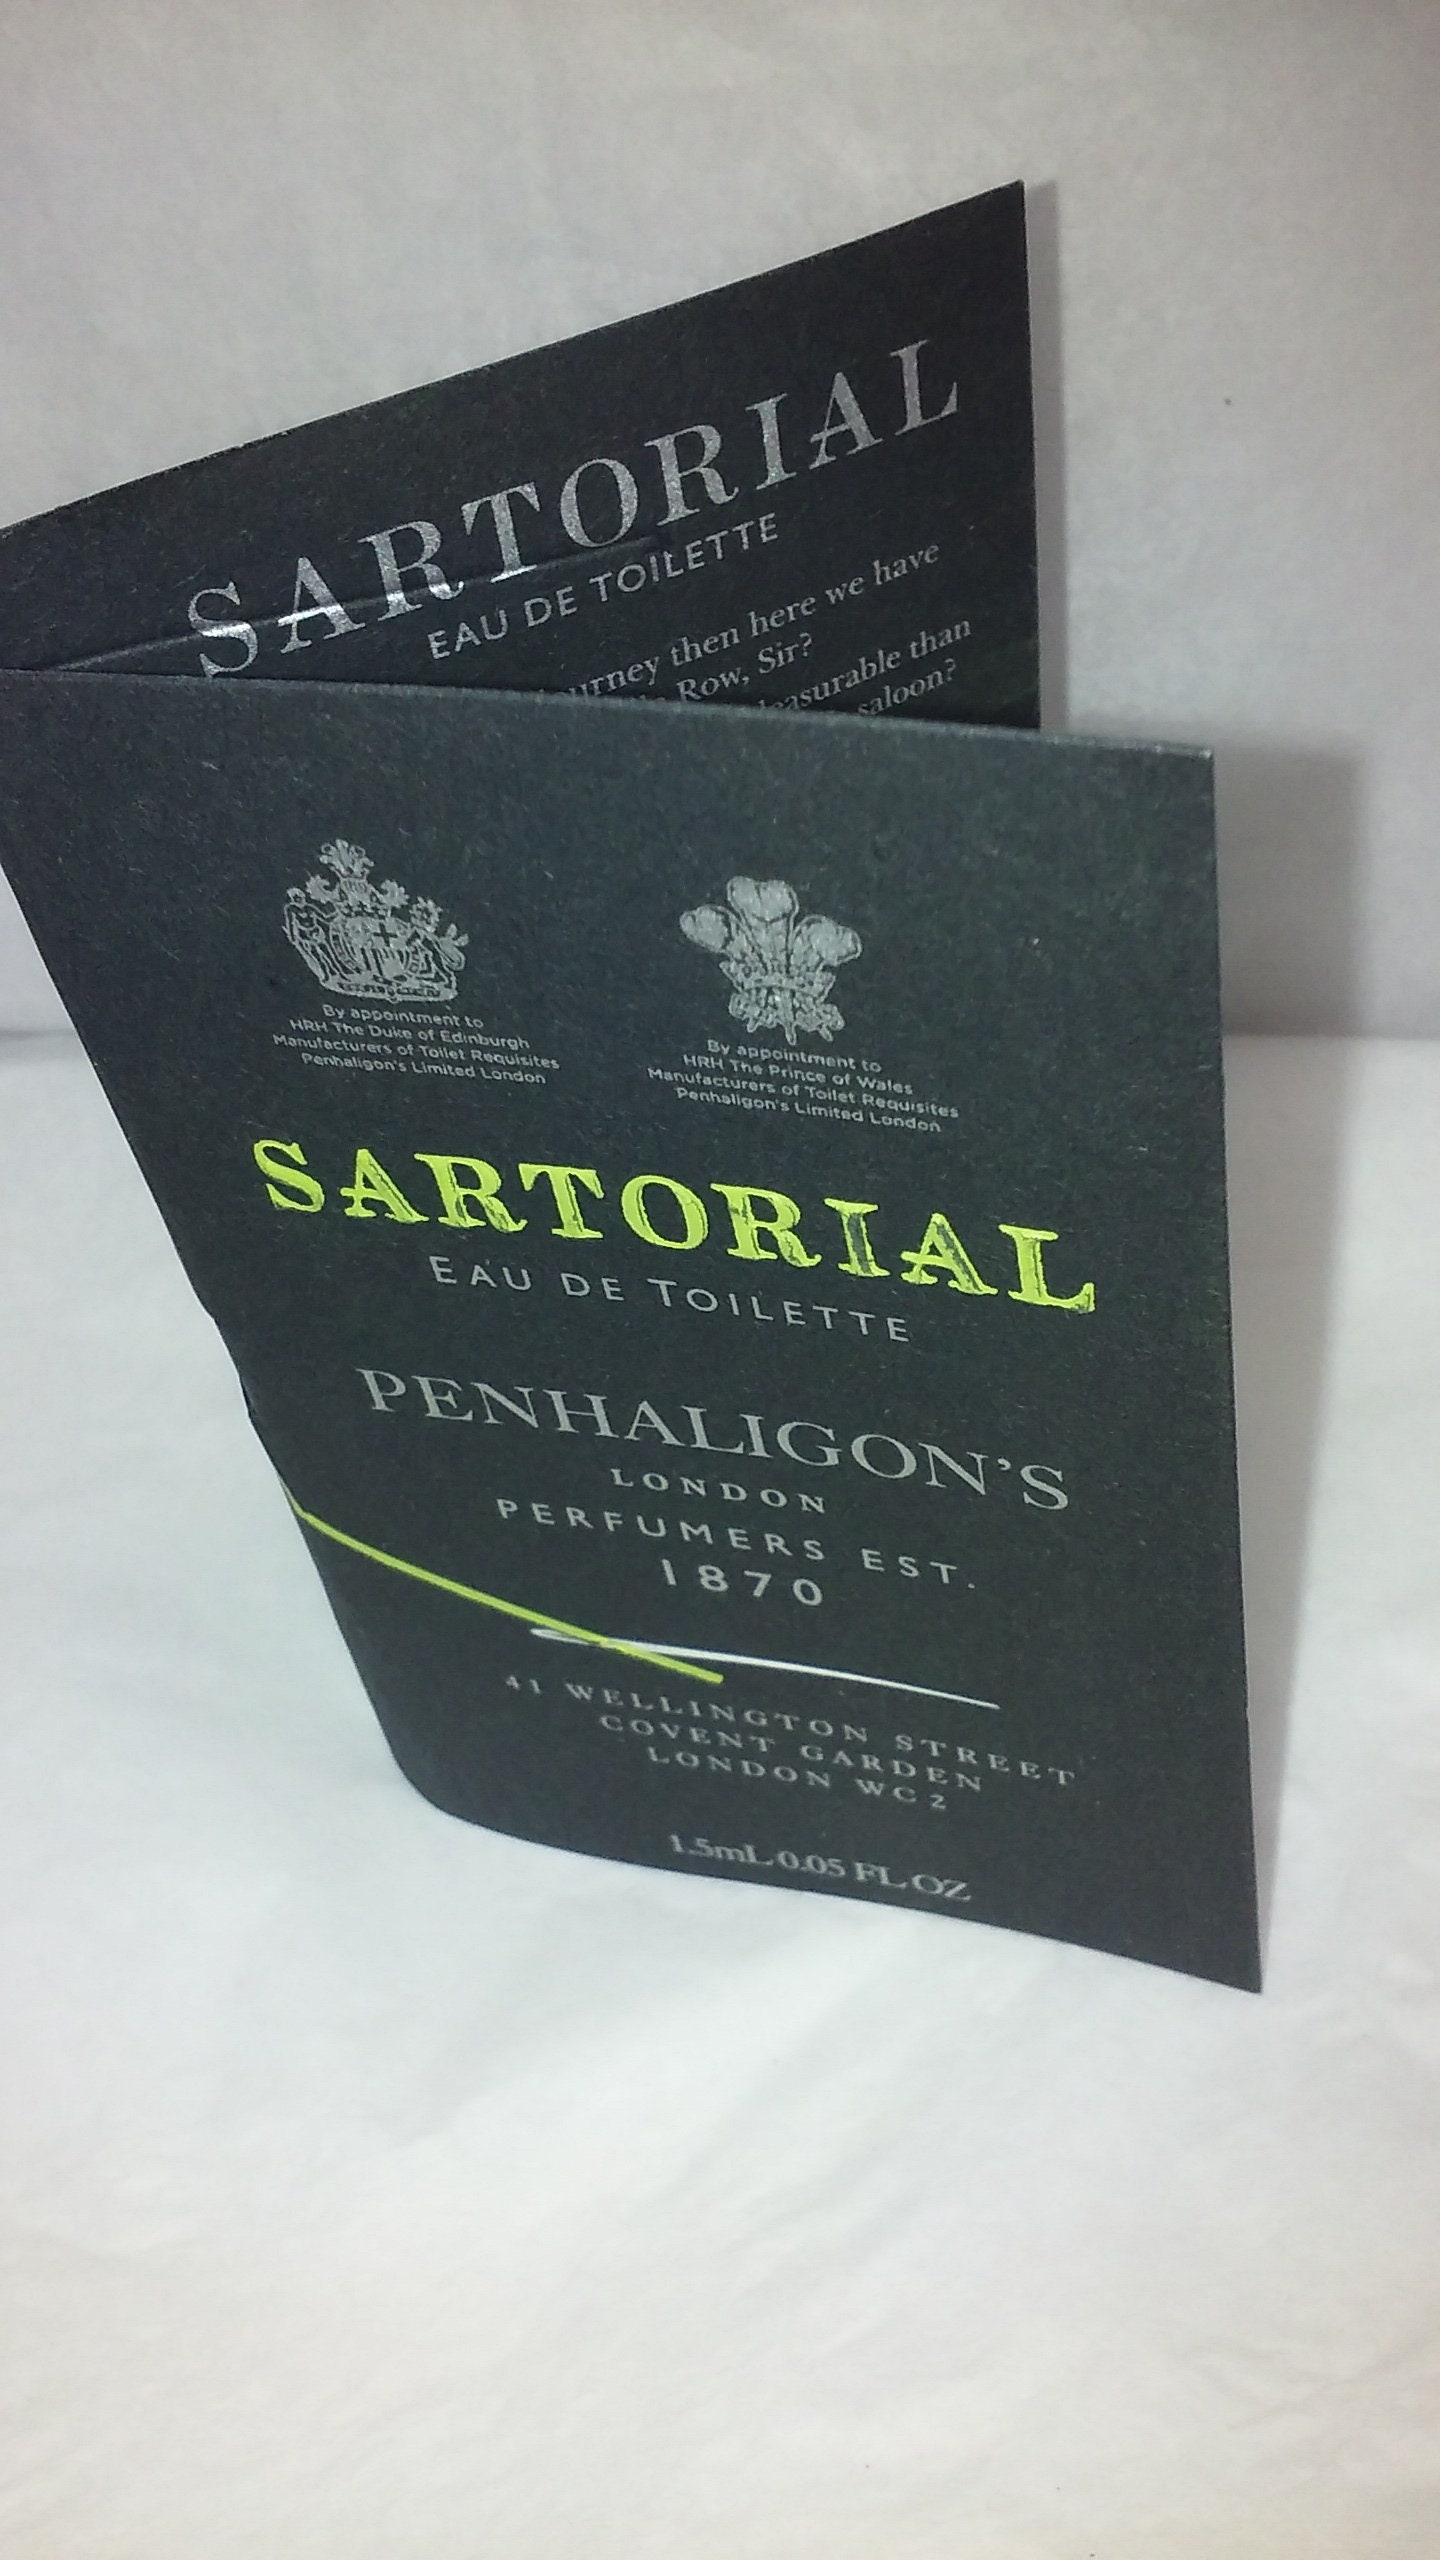 SARTORIAL
EAU DE TOILETTE
then here we have
Row, Sir?
than
saloon?
By appointment to
HRH The Duke of Edinburgh
Manufacturers of Toilet Requisites
Penhaligon's Limited London
By appointment to
HRH The Prince of Wales
Manufacturers of Toilet Requisites
Penhaligon's Limited London
SARTORIAL
EAU DE TOILETTE
PENHALIGON'S
LONDON
PERFUMERS EST.
1870
41 WELLINGTON STREET
COVENT GARDEN
LONDON WC2
1.5mL 0.05 FL OZ